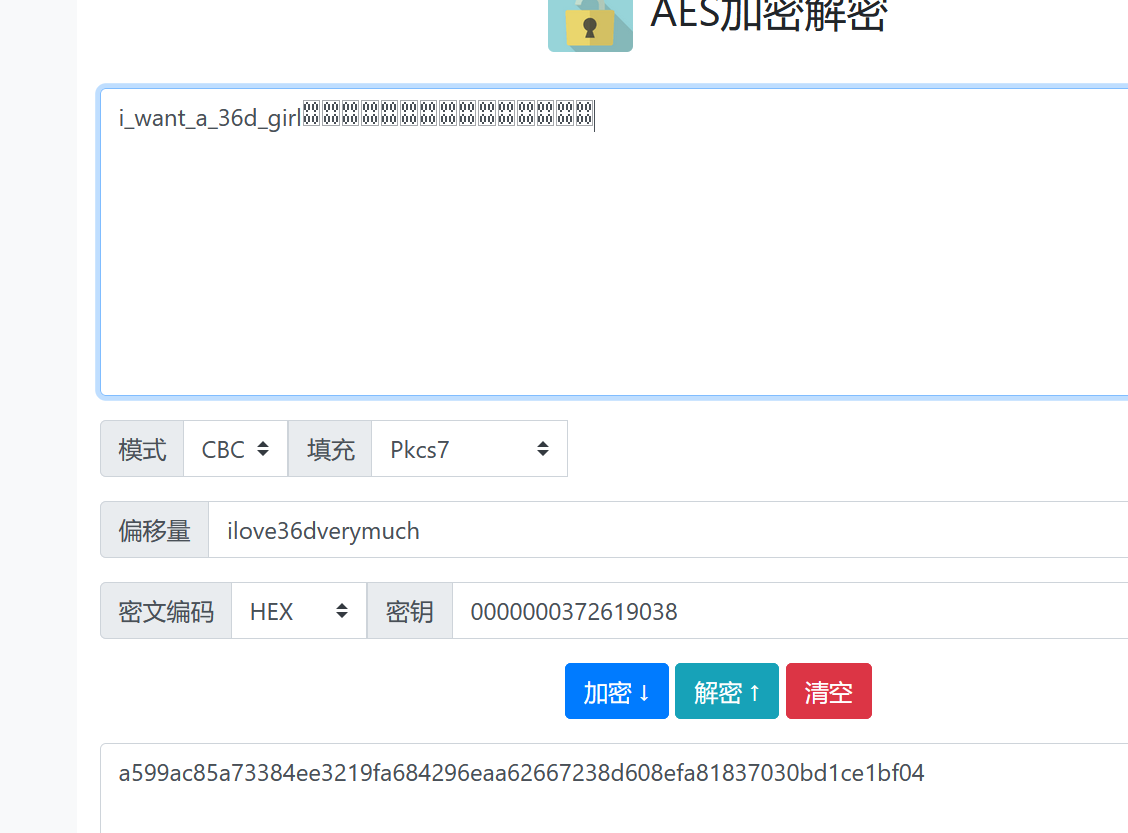 AES加密解密
i_want_a_36d_girl
模式 CBC 填充 Pkcs7
偏移量 ilove36dverymuch
密文编码 HEX 密钥 0000000372619038
加密↓ 解密↑ 清空
a599ac85a73384ee3219fa684296eaa62667238d608efa81837030bd1ce1bf04